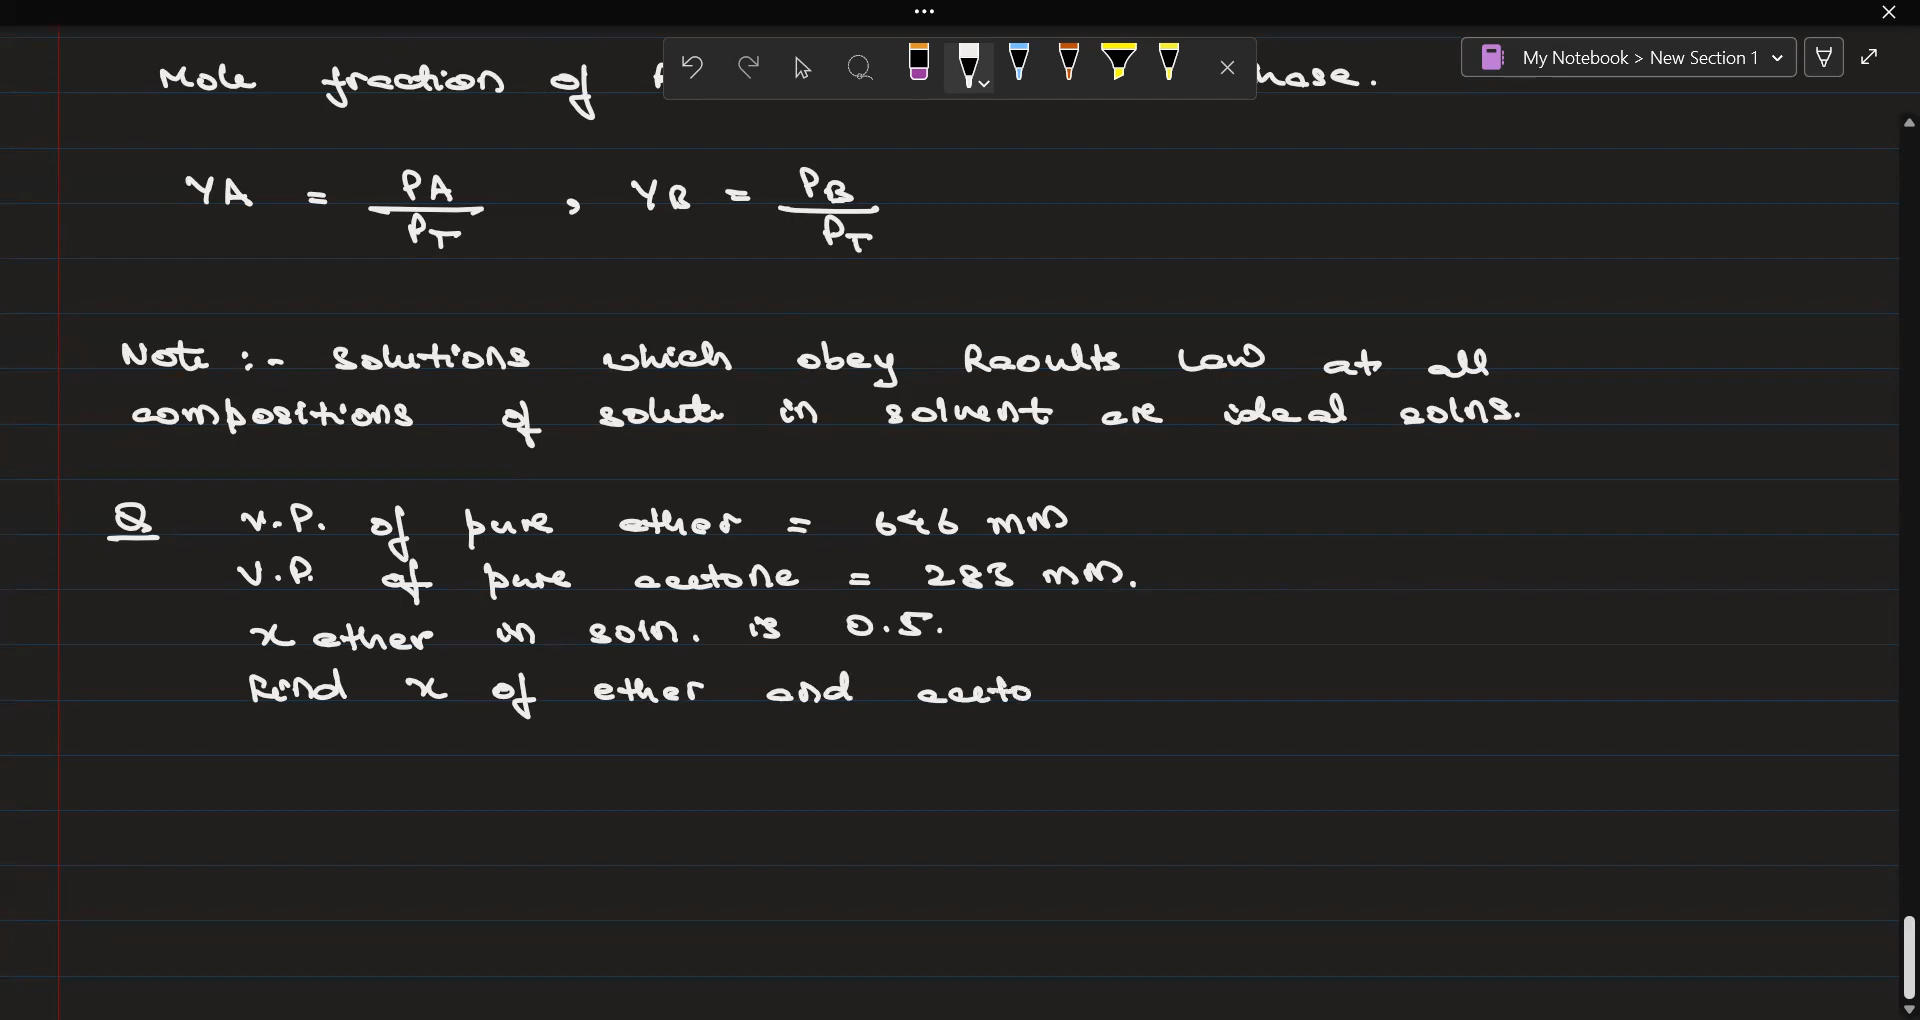 My Notebook > New Section 1
Mole fraction of hase.
YA = PA/PT , YB = PB/PT
Note :- solutions which obey Raoults Law at all
compositions of solute in solvent are ideal solns.
Q V.P. of pure ether = 646 mm
V.P. of pure acetone = 283 mm.
x ether in soln. is 0.5.
Find x of ether and aceto